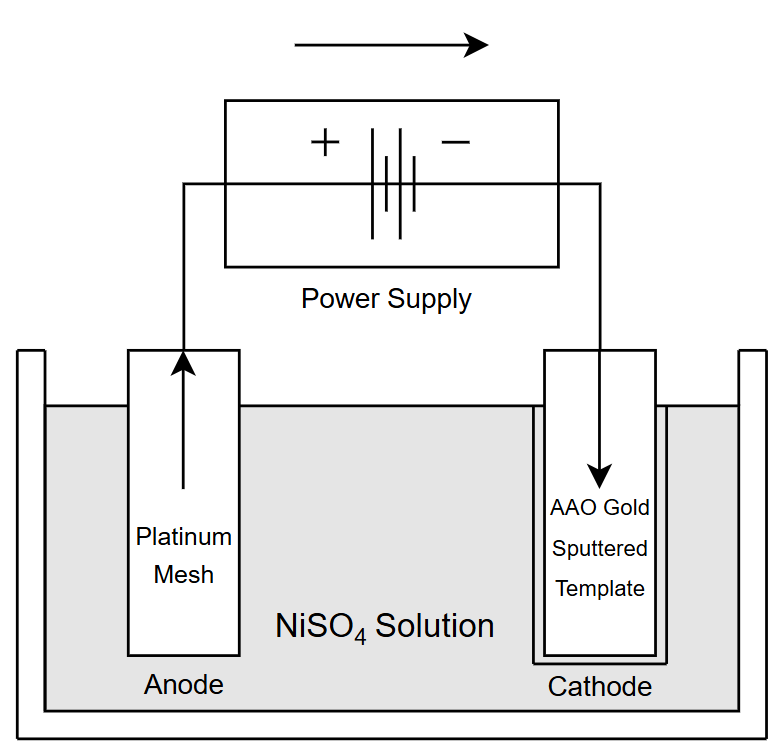 + −
Power Supply
Platinum
Mesh
AAO Gold
Sputtered
Template
NiSO₄ Solution
Anode
Cathode